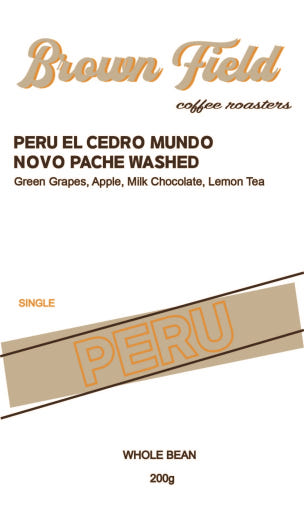 Brown Field
coffee roasters
PERU EL CEDRO MUNDO
NOVO PACHE WASHED
Green Grapes, Apple, Milk Chocolate, Lemon Tea
SINGLE
PERU
WHOLE BEAN
200g